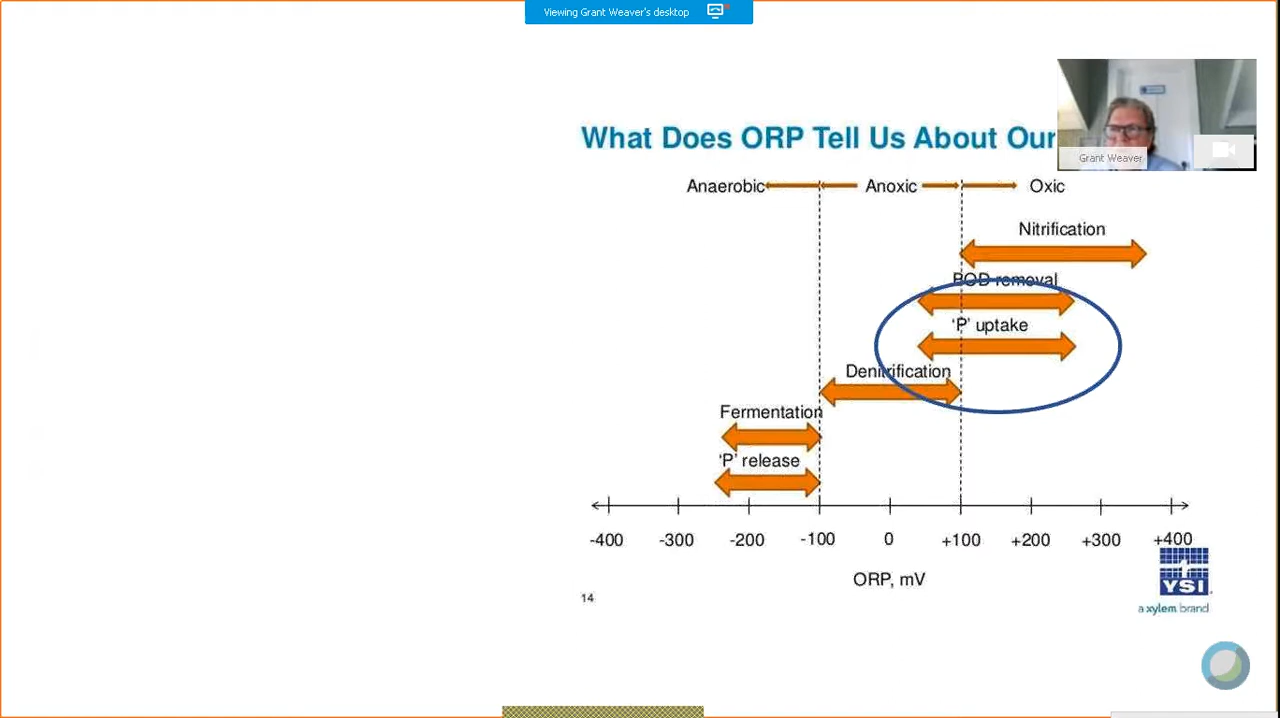 Viewing Grant Weaver's desktop
What Does ORP Tell Us About Our
Grant Weaver
Anaerobic Anoxic Oxic
Nitrification
BOD removal
'P' uptake
Denitrification
Fermentation
'P' release
-400 -300 -200 -100 0 +100 +200 +300 +400
ORP, mV
14
YSI
a xylem brand